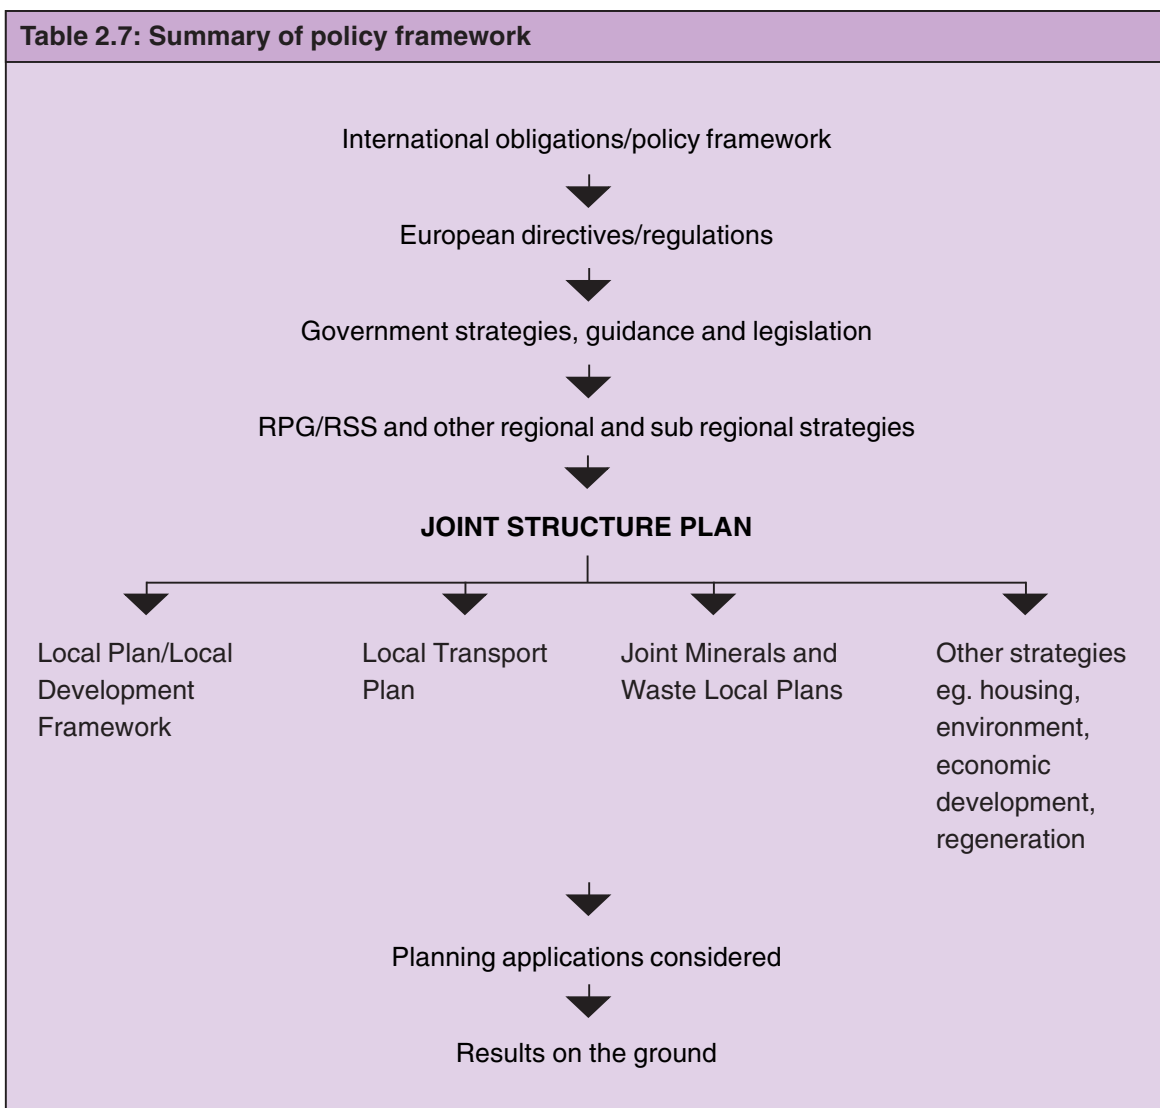 Table 2.7: Summary of policy framework
International obligations/policy framework
European directives/regulations
Government strategies, guidance and legislation
RPG/RSS and other regional and sub regional strategies
JOINT STRUCTURE PLAN
Local Plan/Local
Development
Framework
Local Transport
Plan
Joint Minerals and
Waste Local Plans
Other strategies
eg. housing,
environment,
economic
development,
regeneration
Planning applications considered
Results on the ground